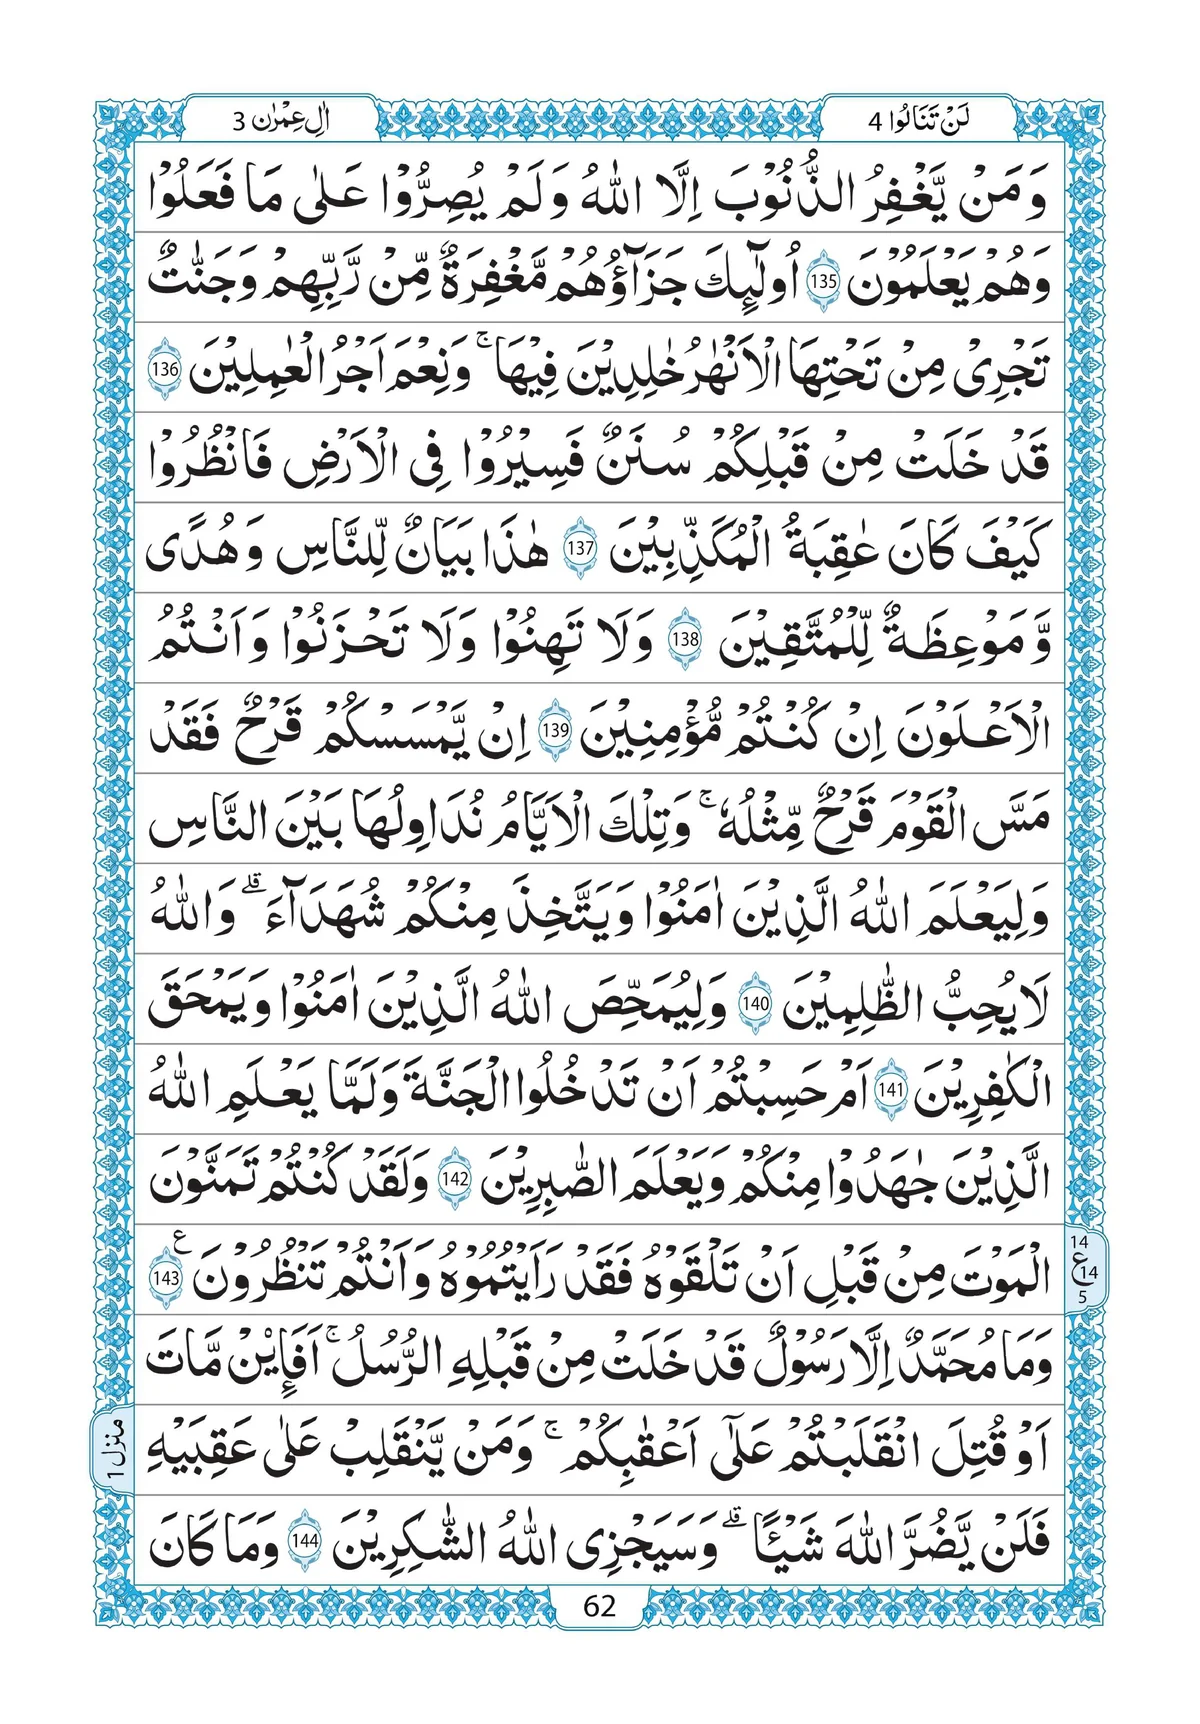 لَنْ تَنَالُوا 4
اٰلِ عِمْرٰن 3
وَمَنْ يَّغْفِرُ الذُّنُوْبَ اِلَّا اللّٰهُ وَلَمْ يُصِرُّوْا عَلٰى مَا فَعَلُوْا
وَهُمْ يَعْلَمُوْنَ 135 اُولٰٓئِكَ جَزَآؤُهُمْ مَّغْفِرَةٌ مِّنْ رَّبِّهِمْ وَجَنّٰتٌ
تَجْرِىْ مِنْ تَحْتِهَا الْاَنْهٰرُ خٰلِدِيْنَ فِيْهَا ۚ وَنِعْمَ اَجْرُ الْعٰمِلِيْنَ 136
قَدْ خَلَتْ مِنْ قَبْلِكُمْ سُنَنٌ فَسِيْرُوْا فِى الْاَرْضِ فَانْظُرُوْا
كَيْفَ كَانَ عٰقِبَةُ الْمُكَذِّبِيْنَ 137 هٰذَا بَيَانٌ لِّلنَّاسِ وَهُدًى
وَّمَوْعِظَةٌ لِّلْمُتَّقِيْنَ 138 وَلَا تَهِنُوْا وَلَا تَحْزَنُوْا وَاَنْتُمُ
الْاَعْلَوْنَ اِنْ كُنْتُمْ مُّؤْمِنِيْنَ 139 اِنْ يَّمْسَسْكُمْ قَرْحٌ فَقَدْ
مَسَّ الْقَوْمَ قَرْحٌ مِّثْلُهٗ ۚ وَتِلْكَ الْاَيَّامُ نُدَاوِلُهَا بَيْنَ النَّاسِ
وَلِيَعْلَمَ اللّٰهُ الَّذِيْنَ اٰمَنُوْا وَيَتَّخِذَ مِنْكُمْ شُهَدَآءَ ۗ وَاللّٰهُ
لَا يُحِبُّ الظّٰلِمِيْنَ 140 وَلِيُمَحِّصَ اللّٰهُ الَّذِيْنَ اٰمَنُوْا وَيَمْحَقَ
الْكٰفِرِيْنَ 141 اَمْ حَسِبْتُمْ اَنْ تَدْخُلُوا الْجَنَّةَ وَلَمَّا يَعْلَمِ اللّٰهُ
الَّذِيْنَ جٰهَدُوْا مِنْكُمْ وَيَعْلَمَ الصّٰبِرِيْنَ 142 وَلَقَدْ كُنْتُمْ تَمَنَّوْنَ
الْمَوْتَ مِنْ قَبْلِ اَنْ تَلْقَوْهُ فَقَدْ رَاَيْتُمُوْهُ وَاَنْتُمْ تَنْظُرُوْنَ 143 ع
14
ع 14
5
وَمَا مُحَمَّدٌ اِلَّا رَسُوْلٌ قَدْ خَلَتْ مِنْ قَبْلِهِ الرُّسُلُ ۚ اَفَا۟ئِنْ مَّاتَ
اَوْ قُتِلَ انْقَلَبْتُمْ عَلٰٓى اَعْقٰبِكُمْ ۚ وَمَنْ يَّنْقَلِبْ عَلٰى عَقِبَيْهِ
منزل 1
فَلَنْ يَّضُرَّ اللّٰهَ شَيْئًا ۗ وَسَيَجْزِى اللّٰهُ الشّٰكِرِيْنَ 144 وَمَا كَانَ
62